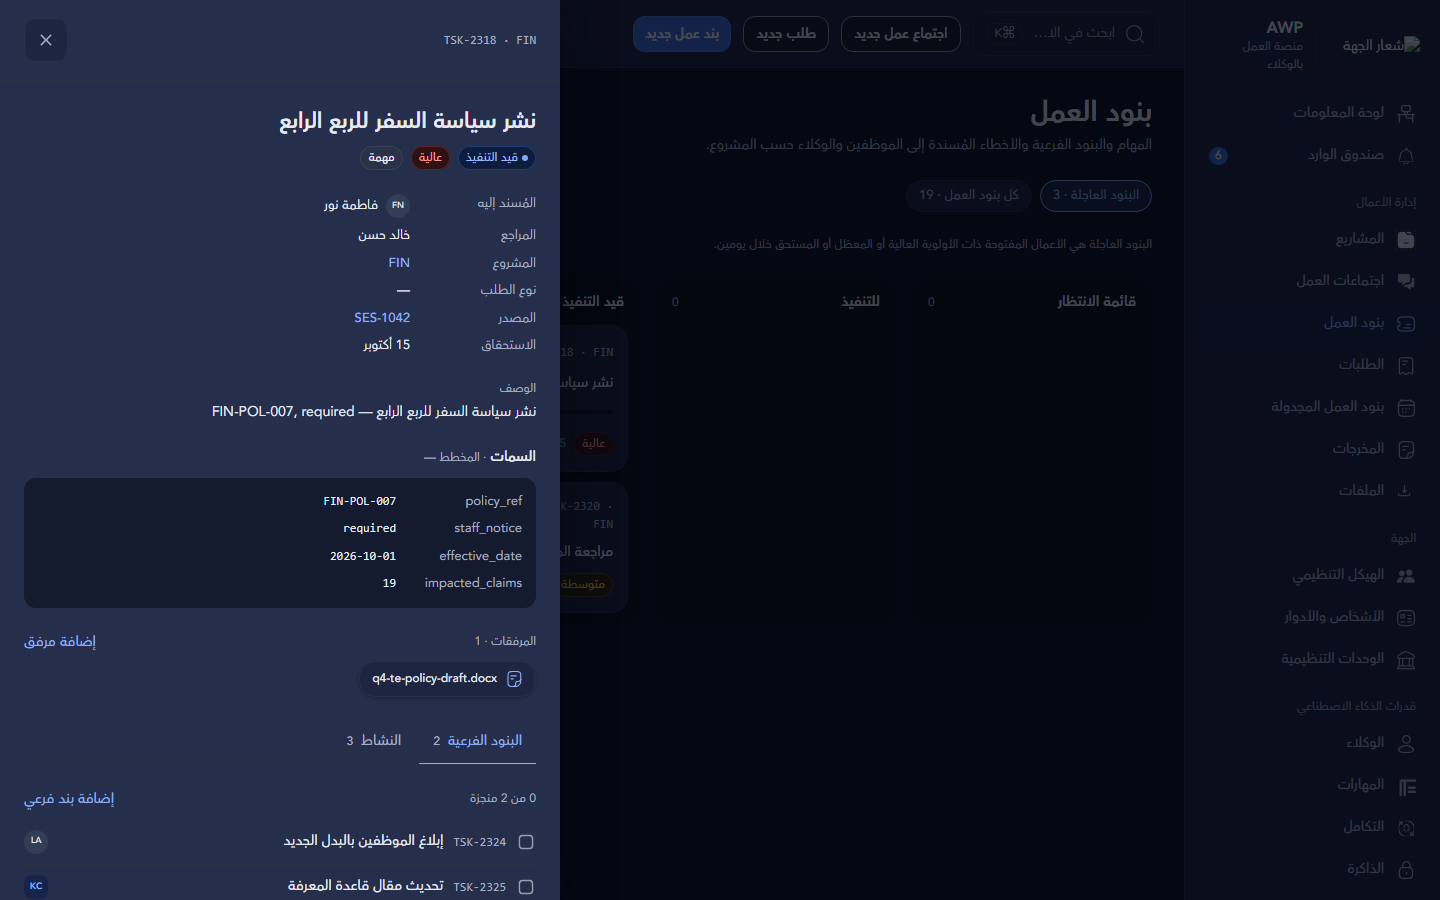 شعار الجهة
AWP
منصة العمل
بالوكلاء
لوحة المعلومات
صندوق الوارد 6
إدارة الأعمال
المشاريع
اجتماعات العمل
بنود العمل
الطلبات
بنود العمل المجدولة
المخرجات
الملفات
الجهة
الهيكل التنظيمي
الأشخاص والأدوار
الوحدات التنظيمية
قدرات الذكاء الاصطناعي
الوكلاء
المهارات
التكامل
الذاكرة
ابحث في الا... ⌘K
اجتماع عمل جديد
طلب جديد
بند عمل جديد
بنود العمل
المهام والبنود الفرعية والأخطاء المُسندة إلى الموظفين والوكلاء حسب المشروع.
البنود العاجلة · 3
كل بنود العمل · 19
البنود العاجلة هي الأعمال المفتوحة ذات الأولوية العالية أو المعطل أو المستحق خلال يومين.
قائمة الانتظار 0
للتنفيذ 0
قيد التنفيذ
18 · FIN
نشر
عالية
K-2320 ·
FIN
مراجعة
متوسطة
TSK-2318 · FIN
نشر سياسة السفر للربع الرابع
قيد التنفيذ
عالية
مهمة
المُسند إليه FN فاطمة نور
المراجع خالد حسن
المشروع FIN
نوع الطلب —
المصدر SES-1042
الاستحقاق 15 أكتوبر
الوصف
نشر سياسة السفر للربع الرابع — FIN-POL-007, required
السمات · المخطط —
policy_ref FIN-POL-007
staff_notice required
effective_date 2026-10-01
impacted_claims 19
المرفقات · 1
إضافة مرفق
q4-te-policy-draft.docx
البنود الفرعية 2
النشاط 3
0 من 2 منجزة
إضافة بند فرعي
TSK-2324 إبلاغ الموظفين بالبدل الجديد LA
TSK-2325 تحديث مقال قاعدة المعرفة KC